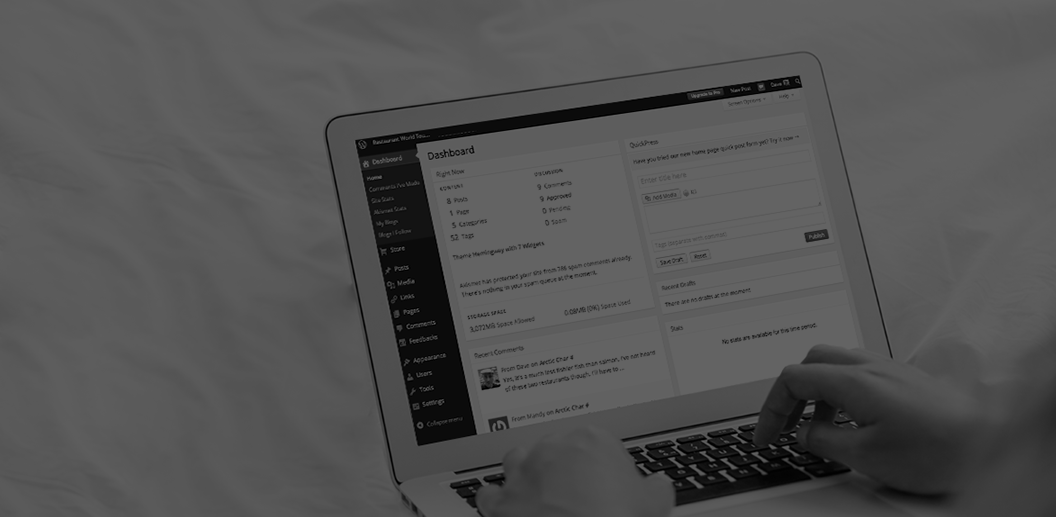 Restaurant World Tou...
Upgrade to Pro
New Post
Screen Options
Help
Dashboard
Home
Comments I've Made
Site Stats
Akismet Stats
My Blogs
Blogs I Follow
Store
Posts
Media
Links
Pages
Comments
Feedbacks
Appearance
Users
Tools
Settings
Collapse menu
Dashboard
Right Now
CONTENT
8 Posts
1 Page
5 Categories
52 Tags
DISCUSSION
9 Comments
9 Approved
0 Pending
0 Spam
Theme Hemingway with 7 Widgets
Akismet has protected your site from 788 spam comments already.
There's nothing in your spam queue at the moment.
STORAGE SPACE
3,072MB Space Allowed
0.08MB (0%) Space Used
Recent Comments
From Dave on Arctic Char #
Yes, it's a much less fishier fish than salmon. I've not heard
of these two restaurants though, I'll have to ...
From Mandy on Arctic Char #
QuickPress
Have you tried our new home page quick post form yet? Try it now →
Enter title here
Add Media
Tags (separate with commas)
Save Draft
Reset
Publish
Recent Drafts
There are no drafts at the moment
Stats
No stats are available for this time period.